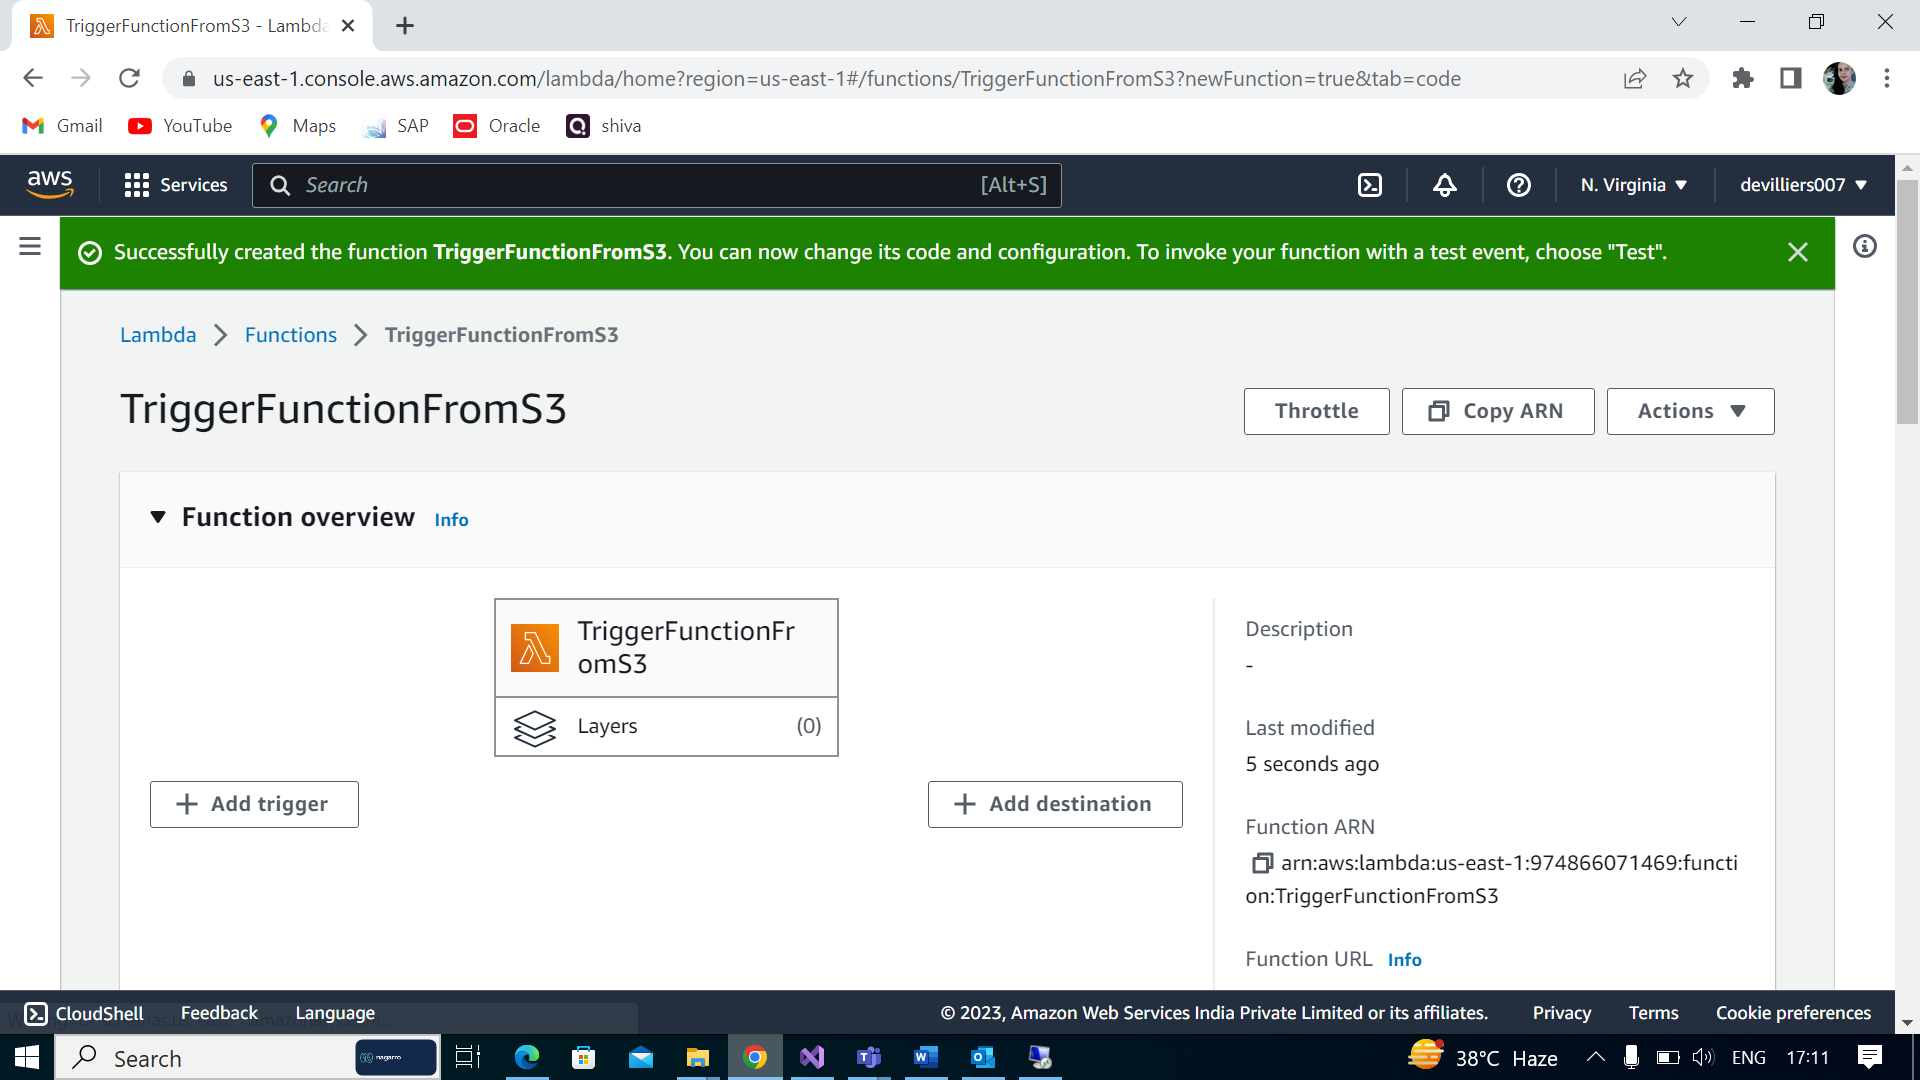 TriggerFunctionFromS3 - Lambda
us-east-1.console.aws.amazon.com/lambda/home?region=us-east-1#/functions/TriggerFunctionFromS3?newFunction=true&tab=code
Gmail YouTube Maps SAP Oracle shiva
aws Services Search [Alt+S] N. Virginia devilliers007
Successfully created the function TriggerFunctionFromS3. You can now change its code and configuration. To invoke your function with a test event, choose "Test".
Lambda Functions TriggerFunctionFromS3
TriggerFunctionFromS3
Throttle Copy ARN Actions
Function overview Info
TriggerFunctionFr
omS3
Layers (0)
Add trigger
Add destination
Description
-
Last modified
5 seconds ago
Function ARN
arn:aws:lambda:us-east-1:974866071469:functi
on:TriggerFunctionFromS3
Function URL Info
CloudShell Feedback Language © 2023, Amazon Web Services India Private Limited or its affiliates. Privacy Terms Cookie preferences
Search nagarro 38°C Haze ENG 17:11